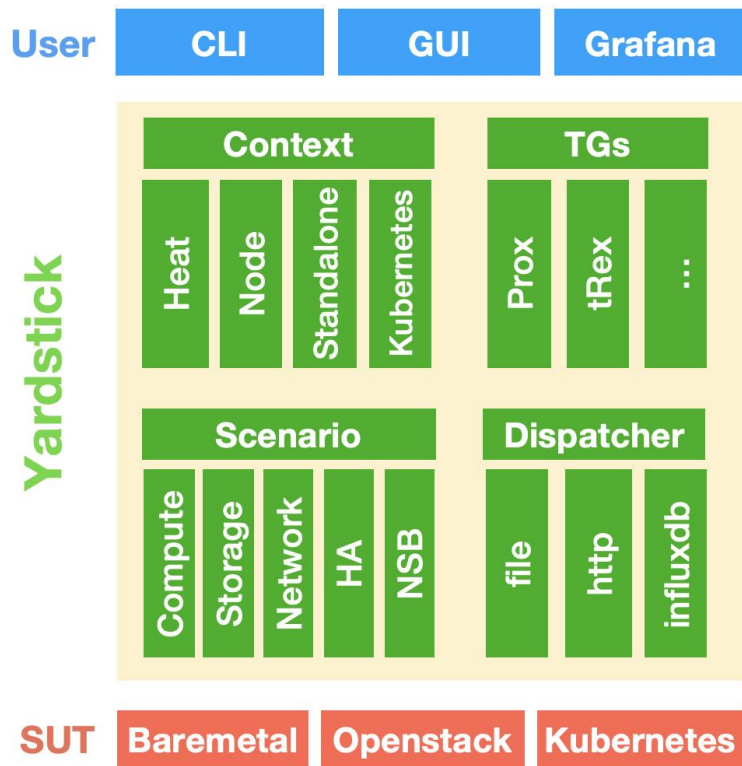 User CLI GUI Grafana
Yardstick
Context
Heat
Node
Standalone
Kubernetes
TGs
Prox
tRex
...
Scenario
Compute
Storage
Network
HA
NSB
Dispatcher
file
http
influxdb
SUT Baremetal Openstack Kubernetes